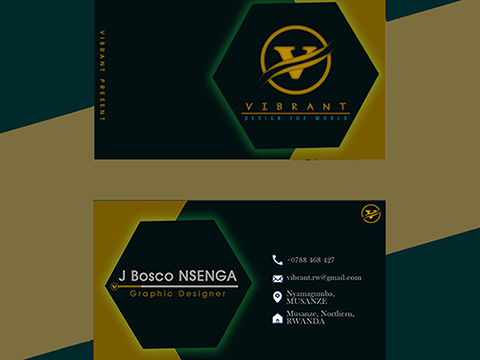 VIBRANT PRESENT
V
VIBRANT
DESIGN THE WORLD
J Bosco NSENGA
Graphic Designer
+0788 468 427
vibrant.rw@gmail.com
Nyamagumba,
MUSANZE
Musanze, Northern,
RWANDA